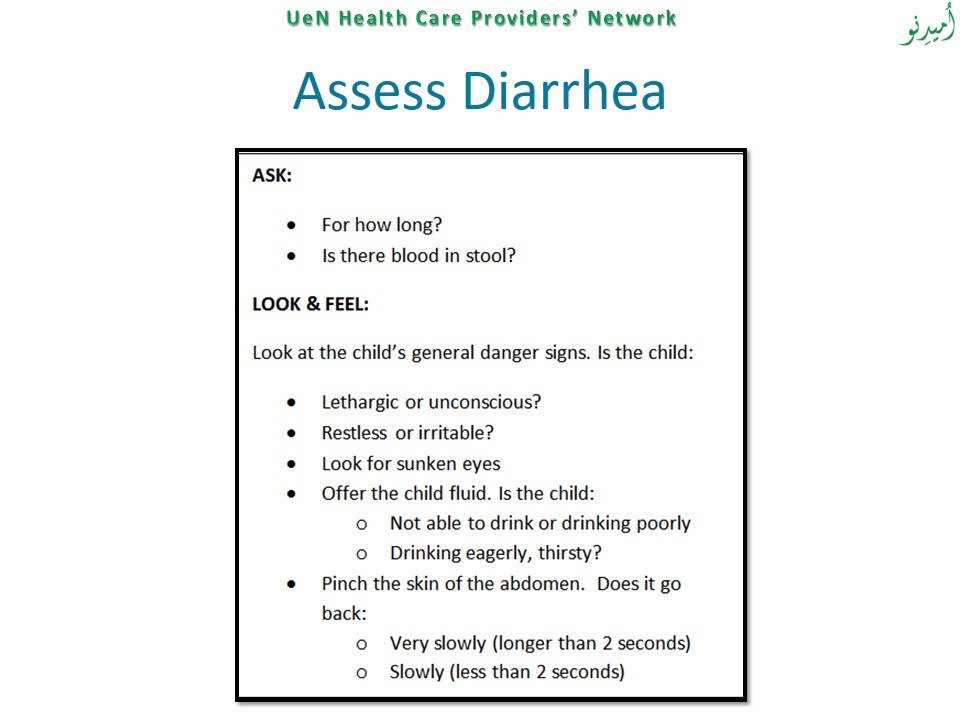 UeN Health Care Providers’ Network
اُمیدِنو
Assess Diarrhea
ASK:
• For how long?
• Is there blood in stool?
LOOK & FEEL:
Look at the child’s general danger signs. Is the child:
• Lethargic or unconscious?
• Restless or irritable?
• Look for sunken eyes
• Offer the child fluid. Is the child:
o Not able to drink or drinking poorly
o Drinking eagerly, thirsty?
• Pinch the skin of the abdomen. Does it go
back:
o Very slowly (longer than 2 seconds)
o Slowly (less than 2 seconds)